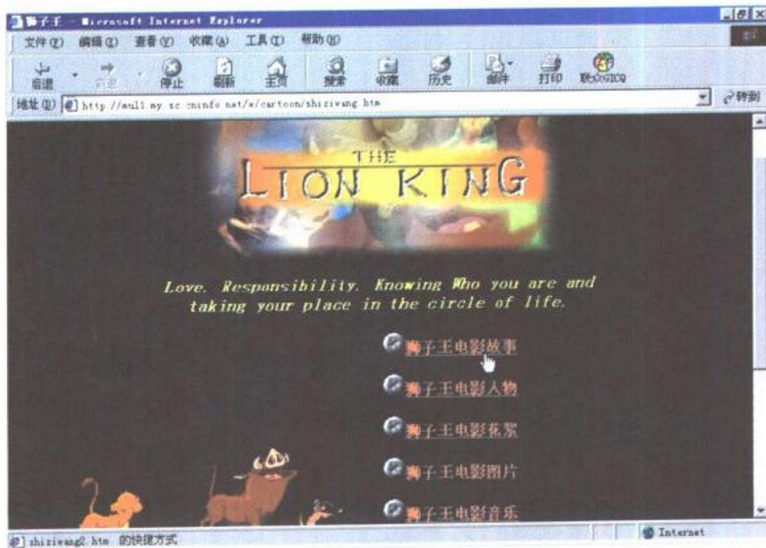 狮子王 - Microsoft Internet Explorer
文件(F) 编辑(E) 查看(V) 收藏(A) 工具(T) 帮助(H)
后退 前进 停止 刷新 主页 搜索 收藏 历史 邮件 打印
地址(D) htm 转到
THE
LION KING
Love. Responsibility. Knowing Who you are and
taking your place in the circle of life.
狮子王电影故事
狮子王电影人物
狮子王电影花絮
狮子王电影图片
狮子王电影音乐
shiziwang2.htm 的快捷方式 Internet